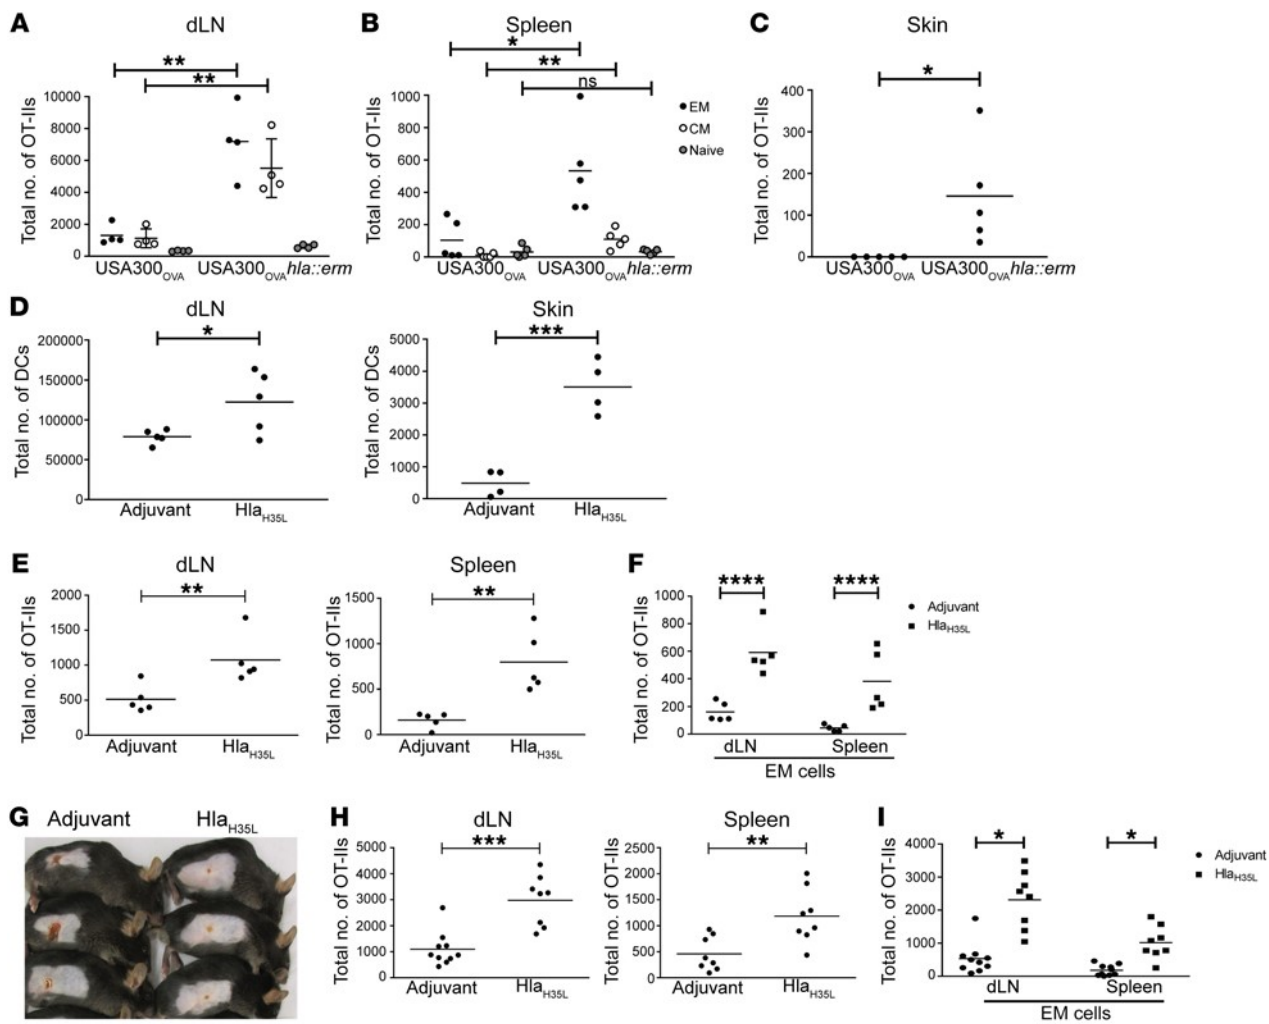 A
dLN
**
**
Total no. of OT-IIs
10000
8000
6000
4000
2000
0
USA300OVA USA300OVAhla::erm
B
Spleen
*
**
ns
Total no. of OT-IIs
1000
800
600
400
200
0
USA300OVA USA300OVAhla::erm
EM
CM
Naive
C
Skin
*
Total no. of OT-IIs
400
300
200
100
0
USA300OVA USA300OVAhla::erm
D
dLN
*
Total no. of DCs
200000
150000
100000
50000
0
Adjuvant HlaH35L
Skin
***
Total no. of DCs
5000
4000
3000
2000
1000
0
Adjuvant HlaH35L
E
dLN
**
Total no. of OT-IIs
2000
1500
1000
500
0
Adjuvant HlaH35L
Spleen
**
Total no. of OT-IIs
1500
1000
500
0
Adjuvant HlaH35L
F
**** ****
Total no. of OT-IIs
1000
800
600
400
200
0
dLN Spleen
EM cells
Adjuvant
HlaH35L
G
Adjuvant HlaH35L
H
dLN
***
Total no. of OT-IIs
5000
4000
3000
2000
1000
0
Adjuvant HlaH35L
Spleen
**
Total no. of OT-IIs
2500
2000
1500
1000
500
0
Adjuvant HlaH35L
I
* *
Total no. of OT-IIs
4000
3000
2000
1000
0
dLN Spleen
EM cells
Adjuvant
HlaH35L